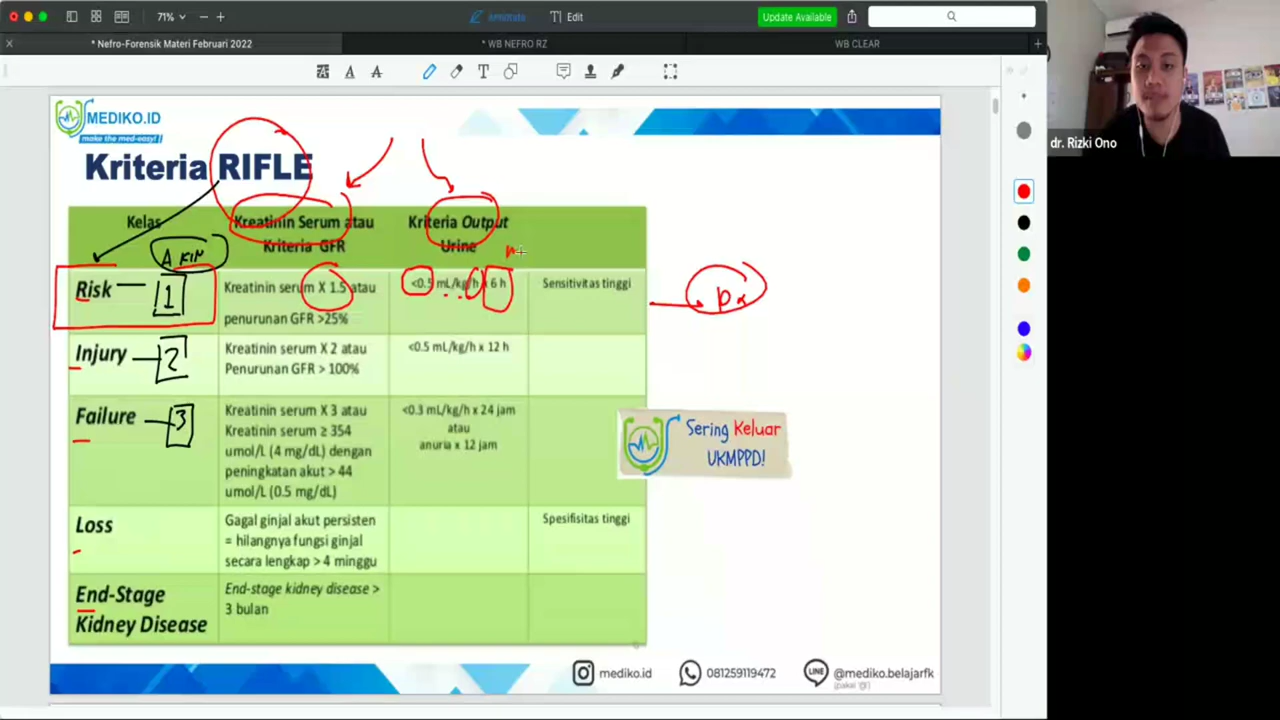 71%
Annotate
Edit
Update Available
* Nefro-Forensik Materi Februari 2022
* WB NEFRO RZ
WB CLEAR
MEDIKO.ID
make the med-easy!
Kriteria RIFLE
Kelas
Kreatinin Serum atau
Kriteria GFR
Kriteria Output
Urine
A KIN
Risk
1
Kreatinin serum X 1.5 atau
penurunan GFR >25%
<0.5 mL/kg/h x 6 h
Sensitivitas tinggi
Injury
2
Kreatinin serum X 2 atau
Penurunan GFR > 100%
<0.5 mL/kg/h x 12 h
Failure
3
Kreatinin serum X 3 atau
Kreatinin serum ≥ 354
umol/L (4 mg/dL) dengan
peningkatan akut > 44
umol/L (0.5 mg/dL)
<0.3 mL/kg/h x 24 jam
atau
anuria x 12 jam
Loss
Gagal ginjal akut persisten
= hilangnya fungsi ginjal
secara lengkap > 4 minggu
Spesifisitas tinggi
End-Stage
Kidney Disease
End-stage kidney disease >
3 bulan
Sering Keluar
UKMPPD!
mediko.id
081259119472
LINE
@mediko.belajarfk
(pakai '@')
dr. Rizki Ono